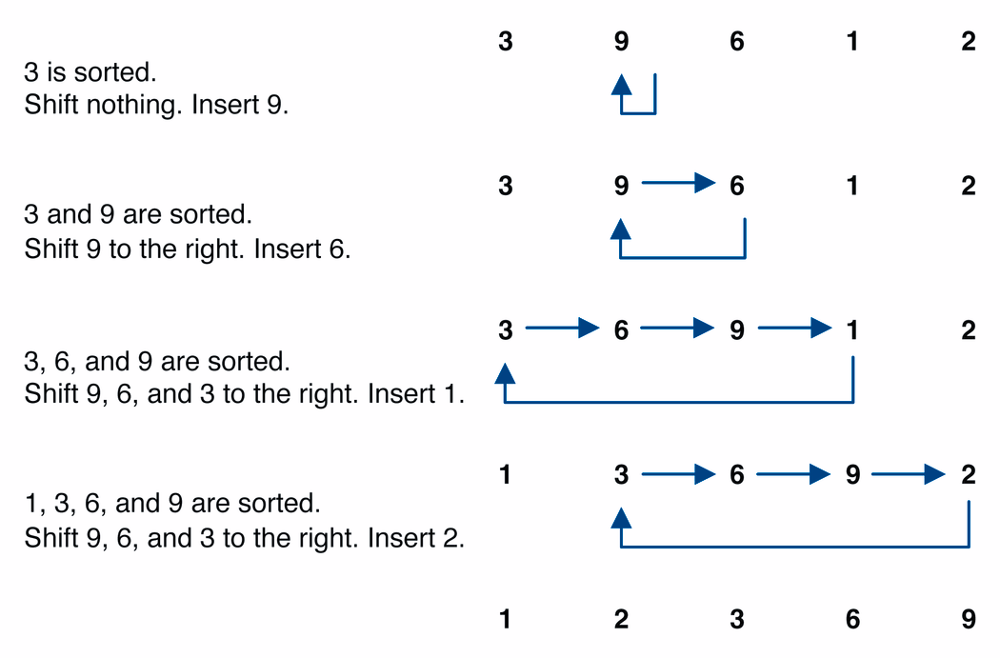 3 9 6 1 2
3 is sorted.
Shift nothing. Insert 9.
3 9 6 1 2
3 and 9 are sorted.
Shift 9 to the right. Insert 6.
3 6 9 1 2
3, 6, and 9 are sorted.
Shift 9, 6, and 3 to the right. Insert 1.
1 3 6 9 2
1, 3, 6, and 9 are sorted.
Shift 9, 6, and 3 to the right. Insert 2.
1 2 3 6 9